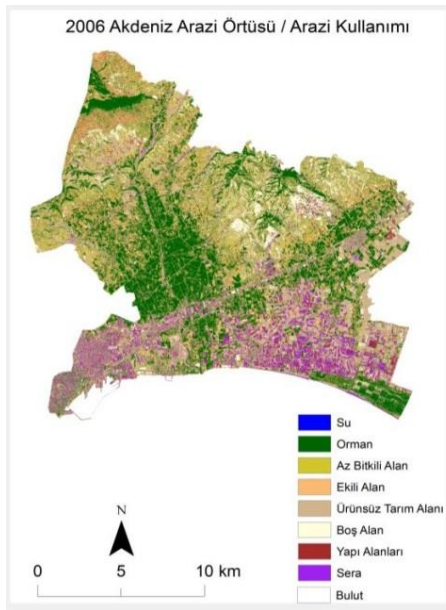 2006 Akdeniz Arazi Örtüsü / Arazi Kullanımı
Su
Orman
Az Bitkili Alan
Ekili Alan
Ürünsüz Tarım Alanı
Boş Alan
Yapı Alanları
Sera
Bulut
N
0 5 10 km